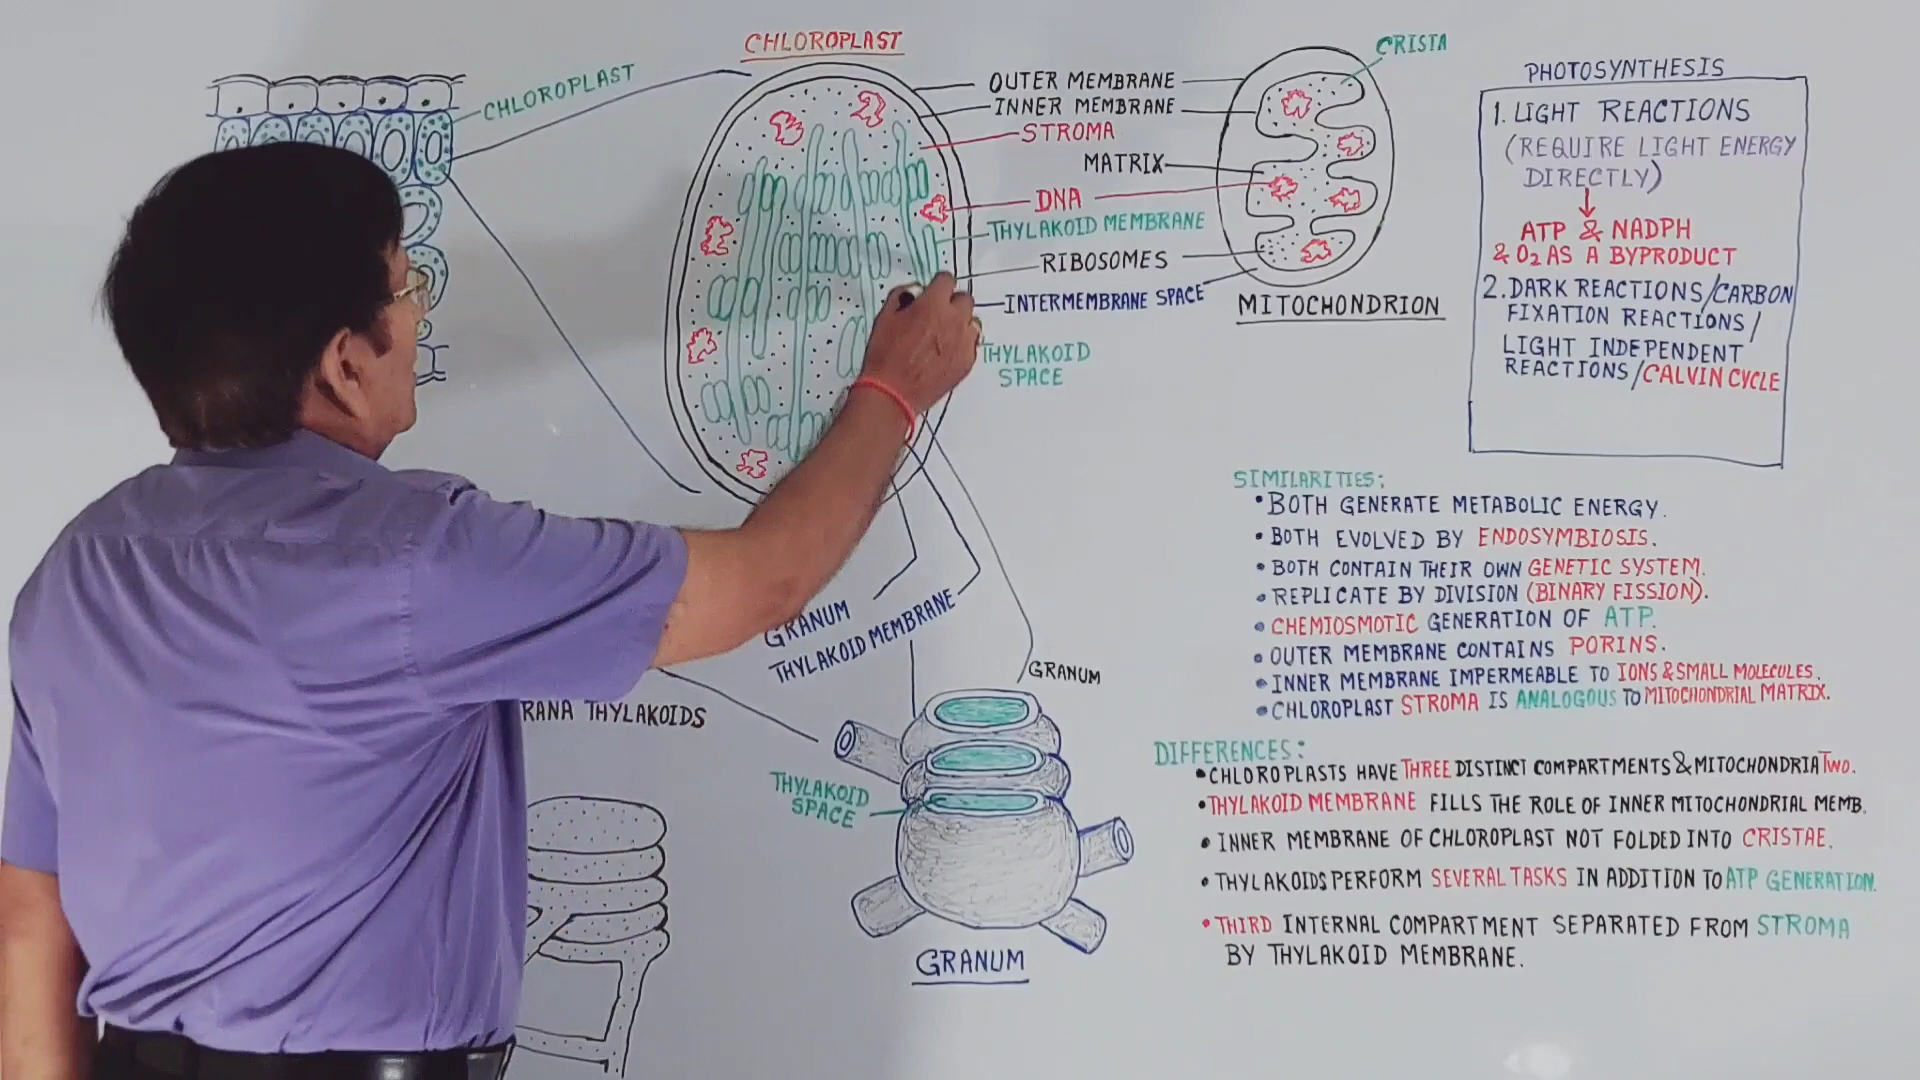 CHLOROPLAST
CHLOROPLAST
OUTER MEMBRANE
INNER MEMBRANE
STROMA
MATRIX
DNA
THYLAKOID MEMBRANE
RIBOSOMES
INTERMEMBRANE SPACE
THYLAKOID
SPACE
CRISTA
MITOCHONDRION
PHOTOSYNTHESIS
1. LIGHT REACTIONS
(REQUIRE LIGHT ENERGY
DIRECTLY)
ATP & NADPH
& O2 AS A BYPRODUCT
2. DARK REACTIONS/CARBON
FIXATION REACTIONS/
LIGHT INDEPENDENT
REACTIONS/CALVIN CYCLE
SIMILARITIES:
• BOTH GENERATE METABOLIC ENERGY.
• BOTH EVOLVED BY ENDOSYMBIOSIS.
• BOTH CONTAIN THEIR OWN GENETIC SYSTEM.
• REPLICATE BY DIVISION (BINARY FISSION).
• CHEMIOSMOTIC GENERATION OF ATP.
• OUTER MEMBRANE CONTAINS PORINS.
• INNER MEMBRANE IMPERMEABLE TO IONS & SMALL MOLECULES.
• CHLOROPLAST STROMA IS ANALOGOUS TO MITOCHONDRIAL MATRIX.
DIFFERENCES:
• CHLOROPLASTS HAVE THREE DISTINCT COMPARTMENTS & MITOCHONDRIA TWO.
• THYLAKOID MEMBRANE FILLS THE ROLE OF INNER MITOCHONDRIAL MEMB.
• INNER MEMBRANE OF CHLOROPLAST NOT FOLDED INTO CRISTAE.
• THYLAKOIDS PERFORM SEVERAL TASKS IN ADDITION TO ATP GENERATION.
• THIRD INTERNAL COMPARTMENT SEPARATED FROM STROMA
BY THYLAKOID MEMBRANE.
GRANUM
THYLAKOID MEMBRANE
GRANUM
RANA THYLAKOIDS
THYLAKOID
SPACE
GRANUM